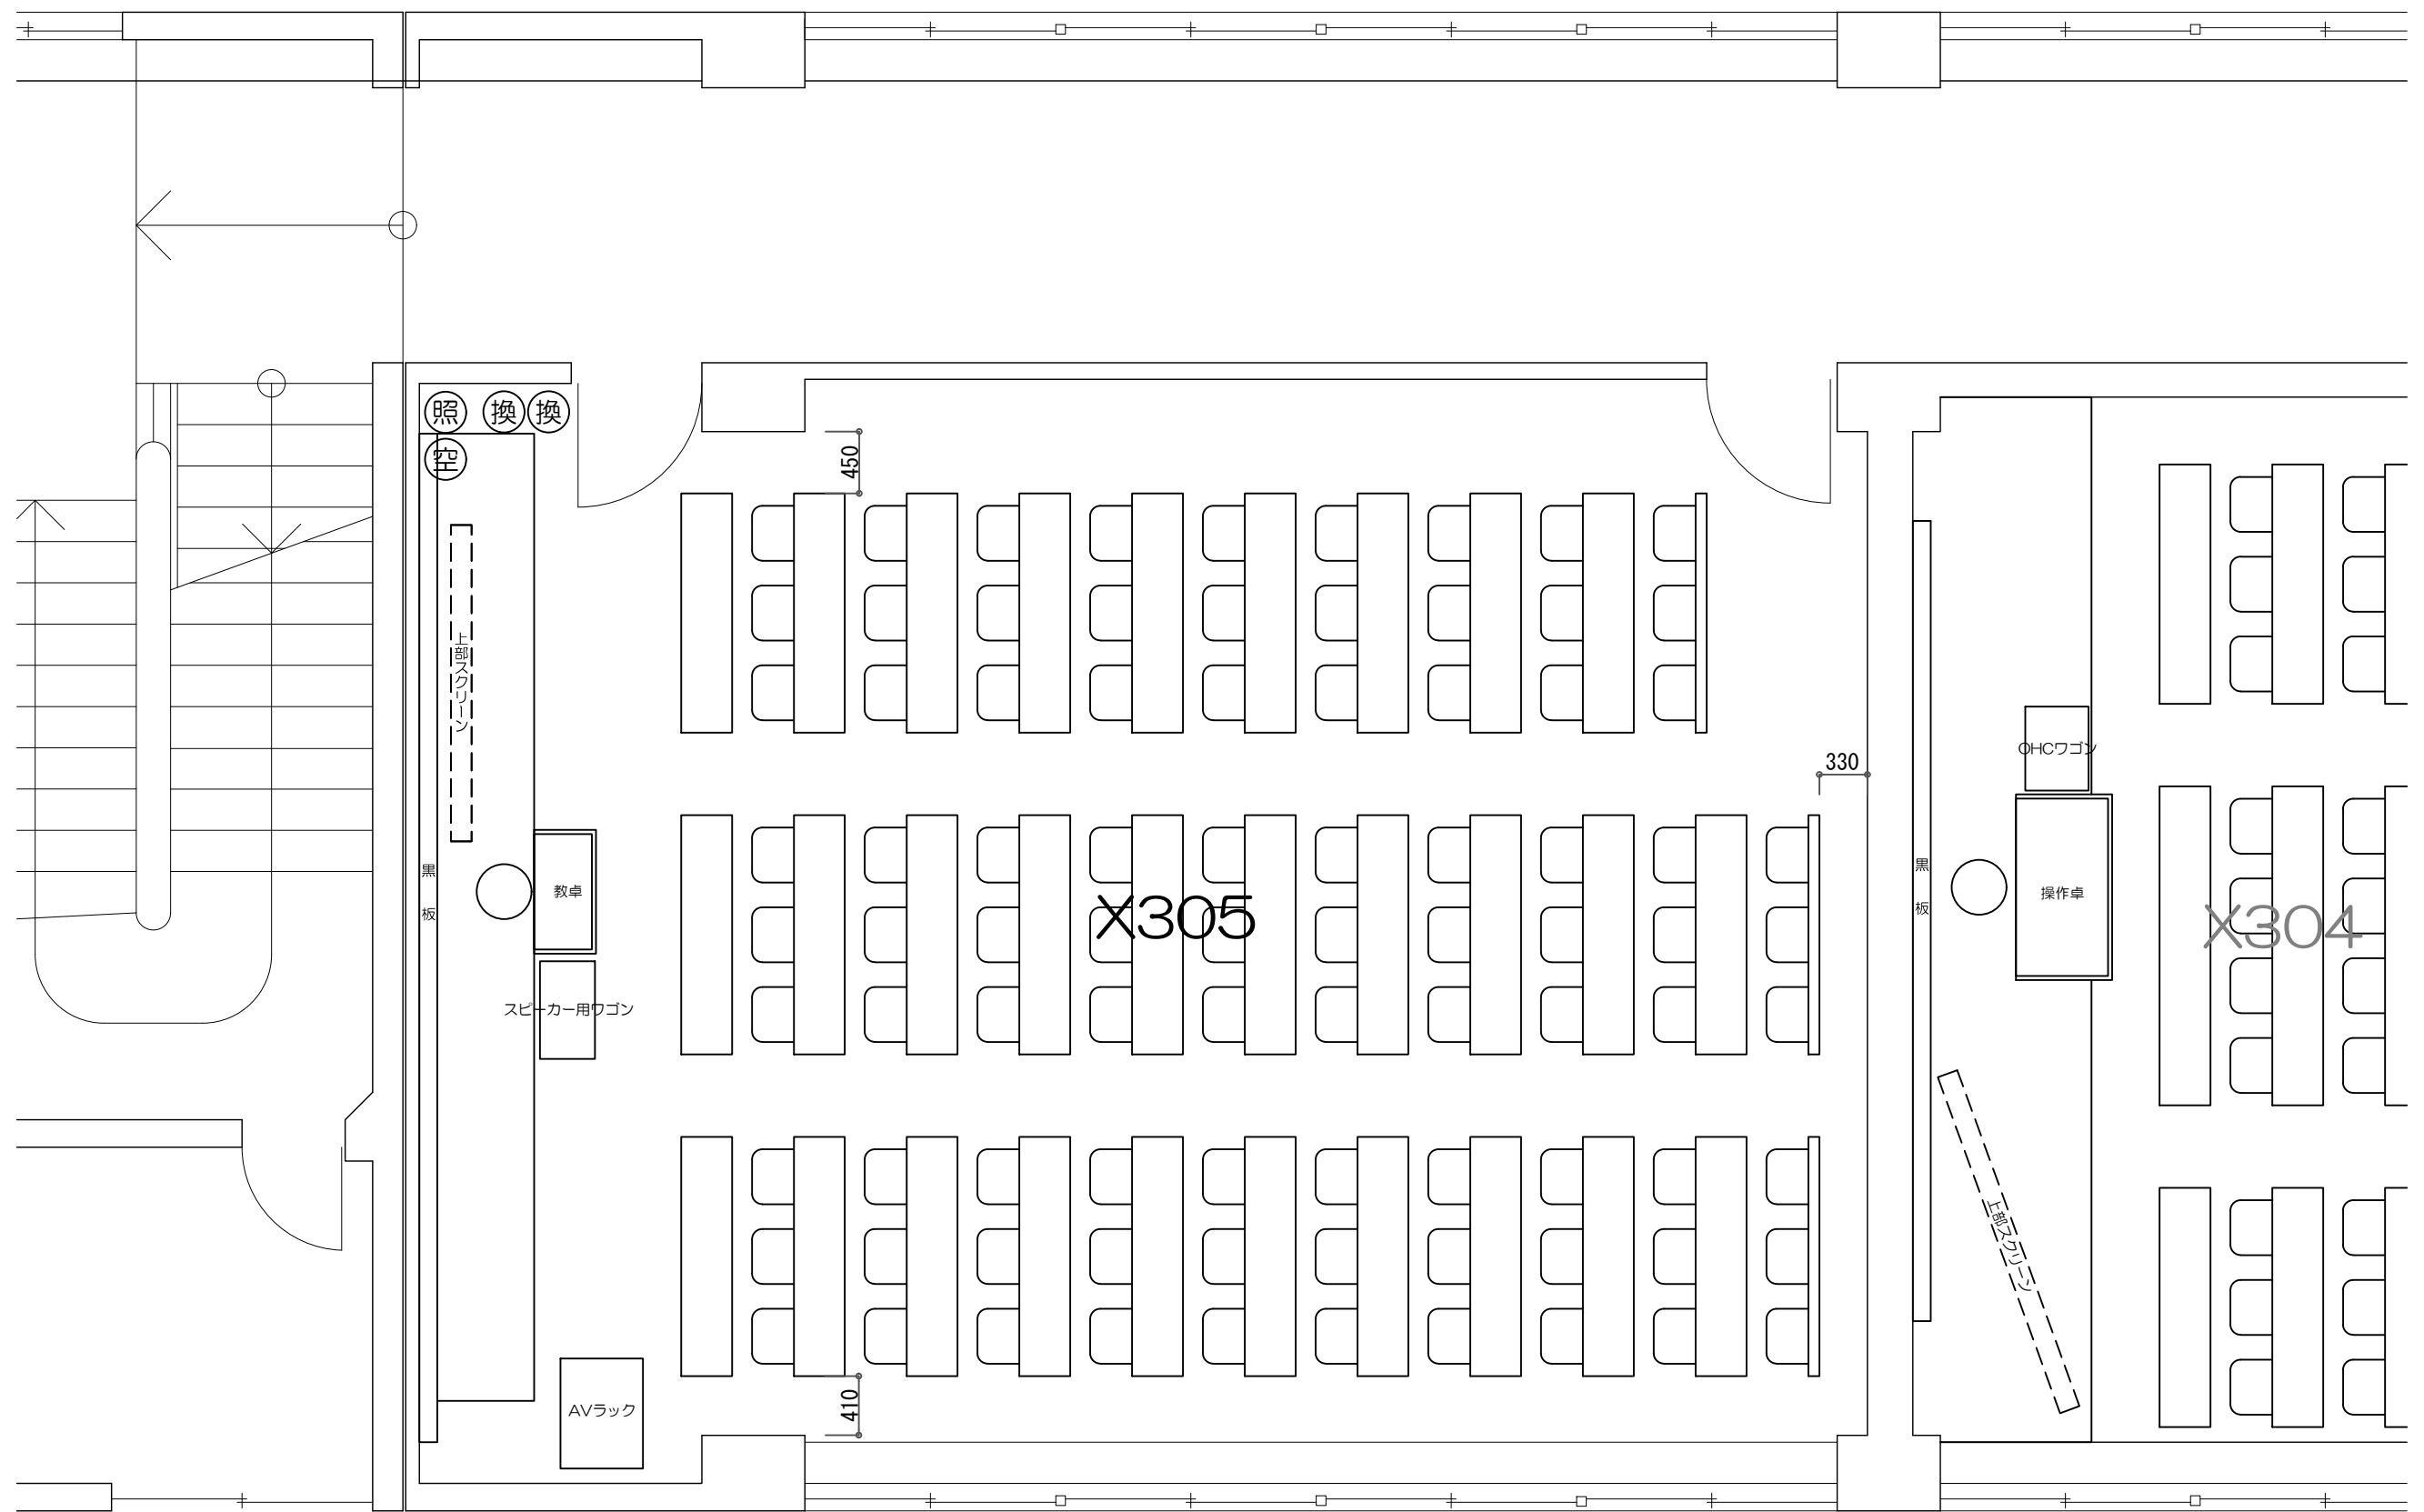 照
換
換
空
450
上部スクリーン
330
OHCワゴン
黒板
教卓
X305
黒板
操作卓
X304
スピーカー用ワゴン
上部スクリーン
410
AVラック